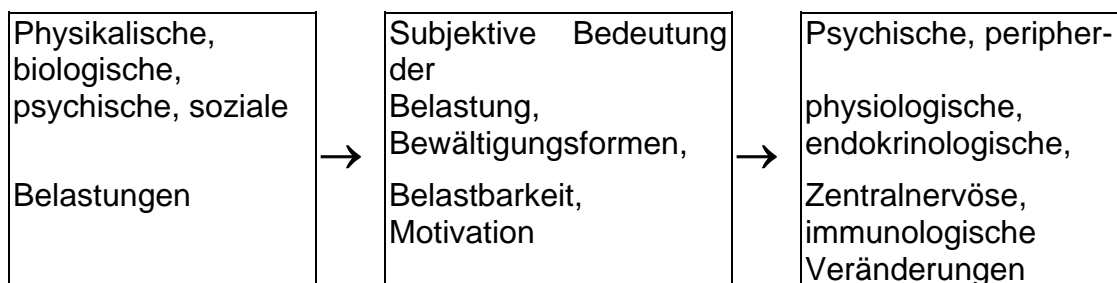 Physikalische,
biologische,
psychische, soziale
Belastungen
→
Subjektive Bedeutung
der
Belastung,
Bewältigungsformen,
Belastbarkeit,
Motivation
→
Psychische, peripher-
physiologische,
endokrinologische,
Zentralnervöse,
immunologische
Veränderungen